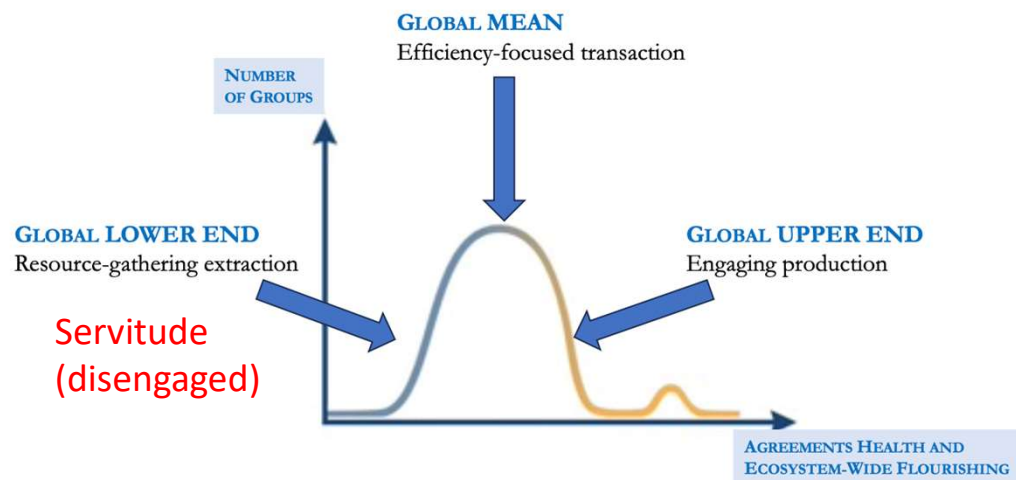 GLOBAL MEAN
Efficiency-focused transaction
NUMBER
OF GROUPS
GLOBAL LOWER END
Resource-gathering extraction
GLOBAL UPPER END
Engaging production
Servitude
(disengaged)
AGREEMENTS HEALTH AND
ECOSYSTEM-WIDE FLOURISHING